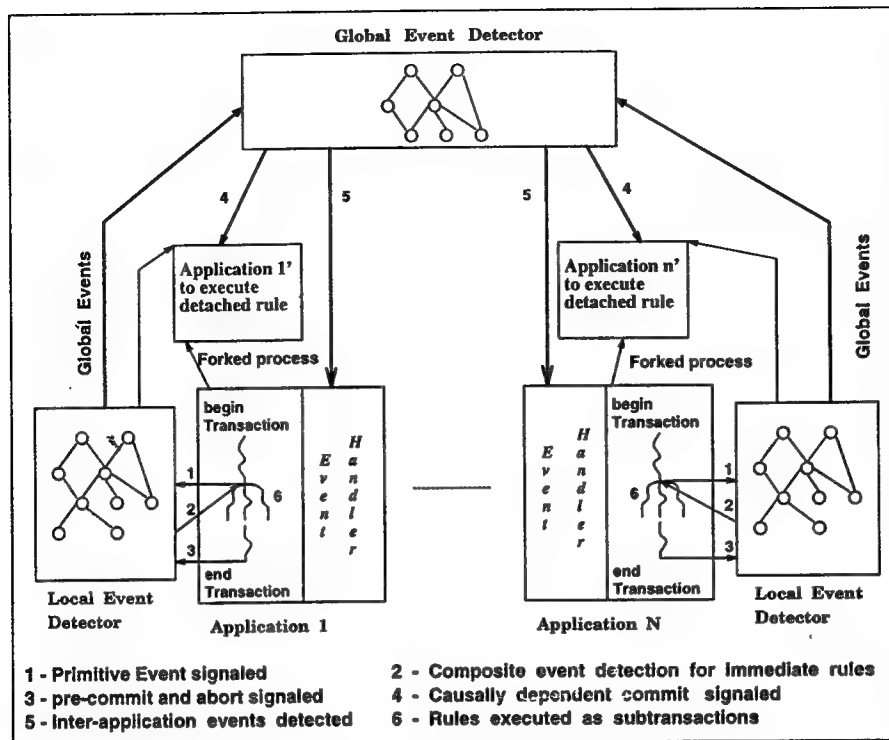 Global Event Detector
4
5
5
4
Global Events
Application 1'
to execute
detached rule
Application n'
to execute
detached rule
Global Events
Forked process
Forked process
begin
Transaction
Event
Handler
1
2
3
6
end
Transaction
Event
Handler
begin
Transaction
1
2
3
6
end
Transaction
Local Event
Detector
Application 1
Application N
Local Event
Detector
1 - Primitive Event signaled
2 - Composite event detection for immediate rules
3 - pre-commit and abort signaled
4 - Causally dependent commit signaled
5 - Inter-application events detected
6 - Rules executed as subtransactions